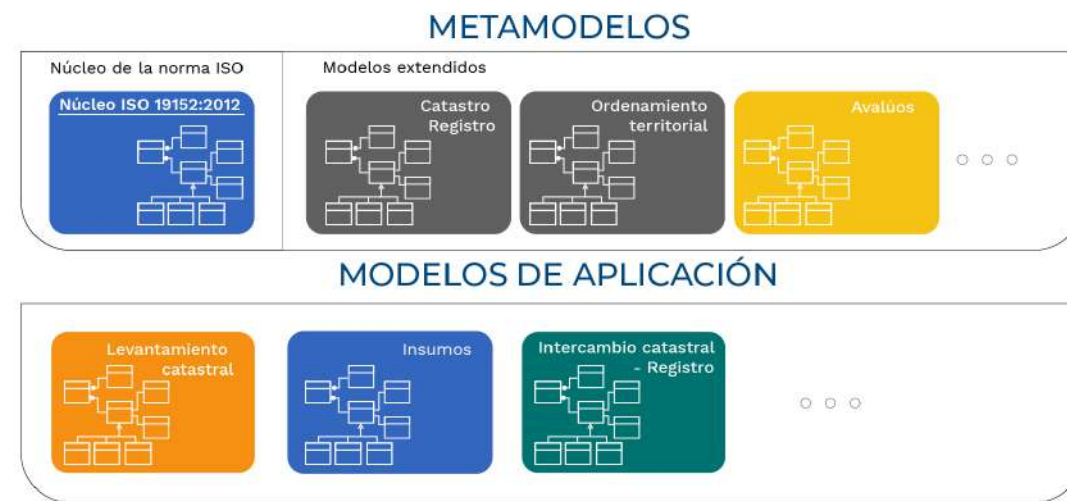 METAMODELOS
Núcleo de la norma ISO
Modelos extendidos
Núcleo ISO 19152:2012
Catastro
Registro
Ordenamiento
territorial
Avalúos
MODELOS DE APLICACIÓN
Levantamiento
catastral
Insumos
Intercambio catastral
- Registro